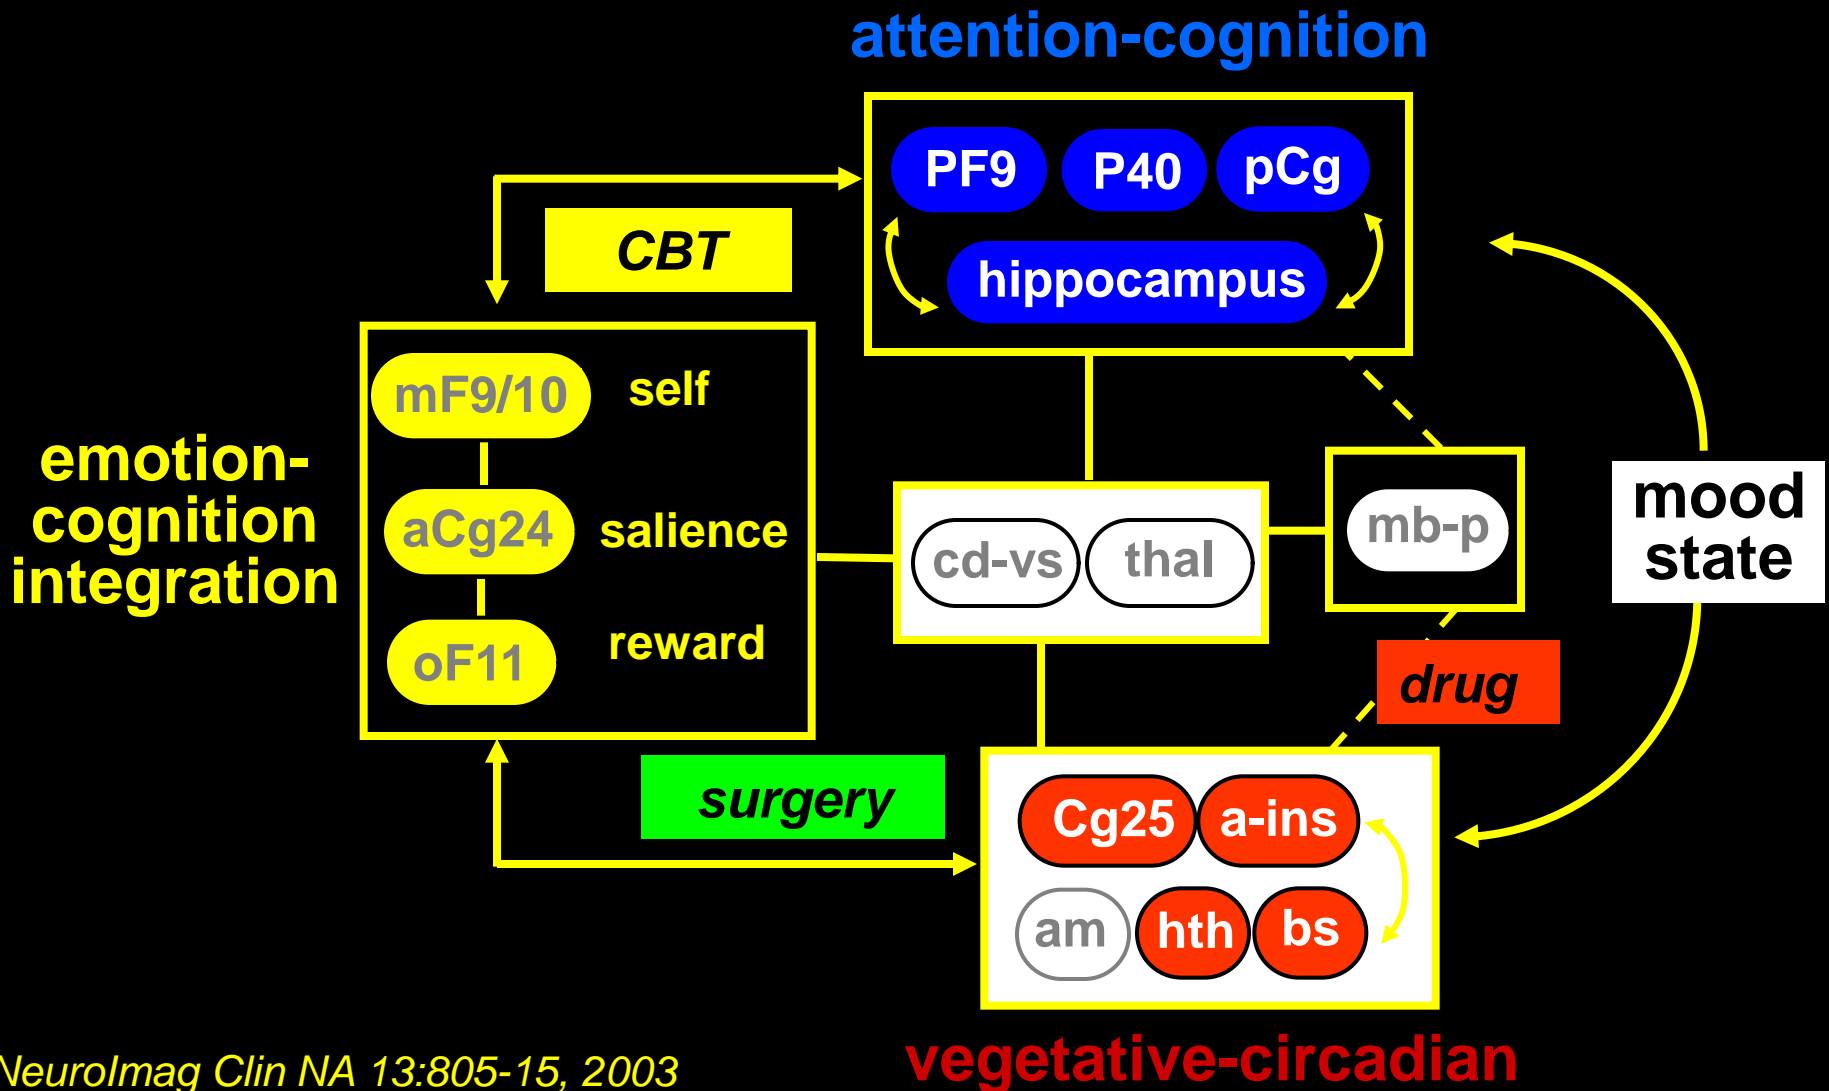 attention-cognition
PF9
P40
pCg
hippocampus
CBT
mF9/10
self
aCg24
salience
oF11
reward
emotion-
cognition
integration
cd-vs
thal
mb-p
mood
state
drug
surgery
Cg25
a-ins
am
hth
bs
vegetative-circadian
NeuroImag Clin NA 13:805-15, 2003